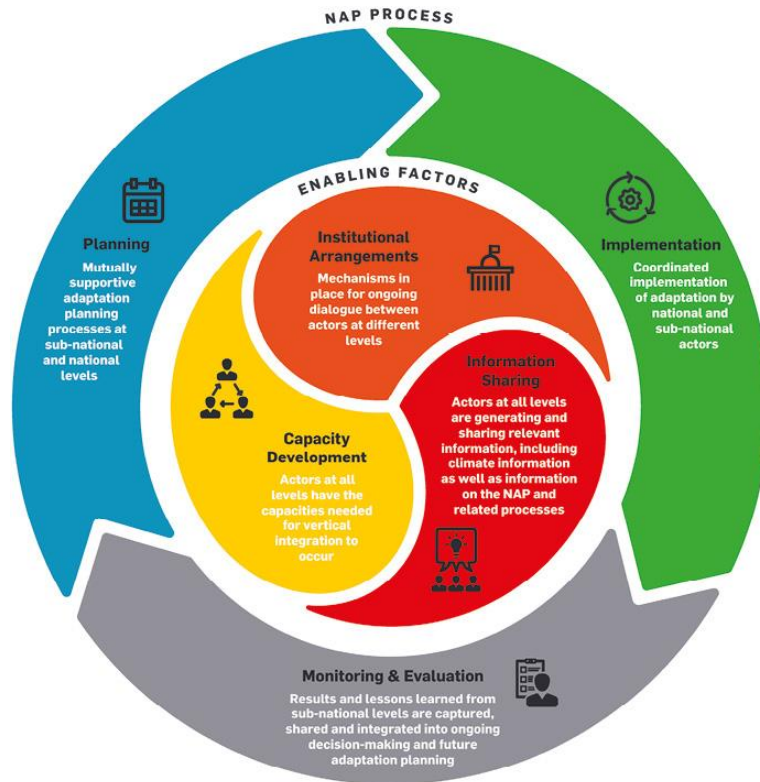 NAP PROCESS
ENABLING FACTORS
Planning
Mutually
supportive
adaptation
planning
processes at
sub-national
and national
levels
Institutional
Arrangements
Mechanisms in
place for ongoing
dialogue between
actors at different
levels
Implementation
Coordinated
implementation
of adaptation by
national and
sub-national
actors
Information
Sharing
Actors at all levels
are generating and
sharing relevant
information, including
climate information
as well as information
on the NAP and
related processes
Capacity
Development
Actors at all
levels have the
capacities needed
for vertical
integration to
occur
Monitoring & Evaluation
Results and lessons learned from
sub-national levels are captured,
shared and integrated into ongoing
decision-making and future
adaptation planning